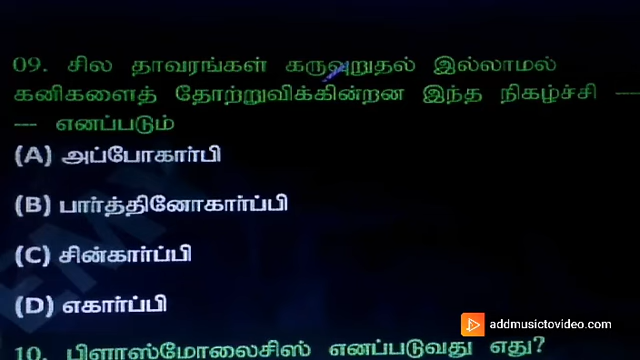 09. சில தாவரங்கள் கருவுறுதல் இல்லாமல்
கனிகளைத் தோற்றுவிக்கின்றன இந்த நிகழ்ச்சி ---
--- எனப்படும்
(A) அப்போகார்பி
(B) பார்த்தினோகார்ப்பி
(C) சின்கார்ப்பி
(D) எகார்ப்பி
addmusictovideo.com
10. பிளாஸ்மோலைசிஸ் எனப்படுவது எது?